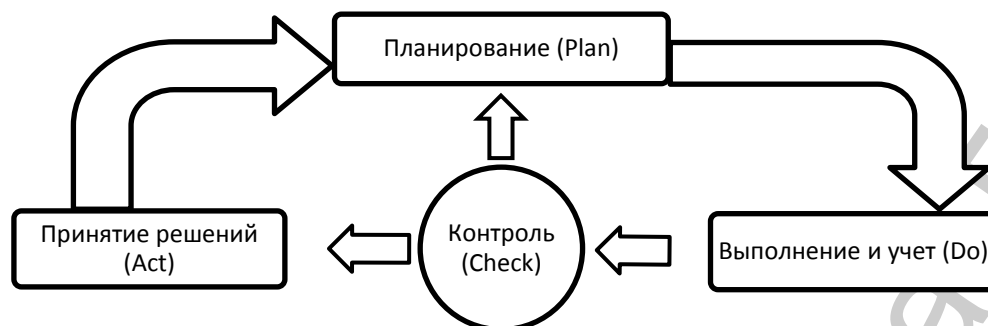 Планирование (Plan)
Принятие решений
(Act)
Контроль
(Check)
Выполнение и учет (Do)